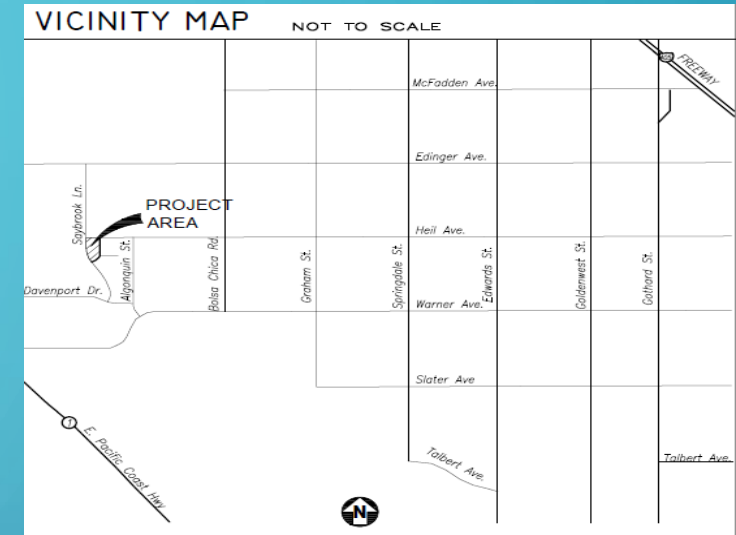 VICINITY MAP NOT TO SCALE
FREEWAY
McFadden Ave.
Edinger Ave.
Saybrook Ln.
PROJECT
AREA
Heil Ave.
Algonquin St.
Bolsa Chica Rd.
Graham St.
Springdale St.
Edwards St.
Goldenwest St.
Gothard St.
Davenport Dr.
Warner Ave.
Slater Ave
1
E. Pacific Coast Hwy
Talbert Ave.
Talbert Ave.
N